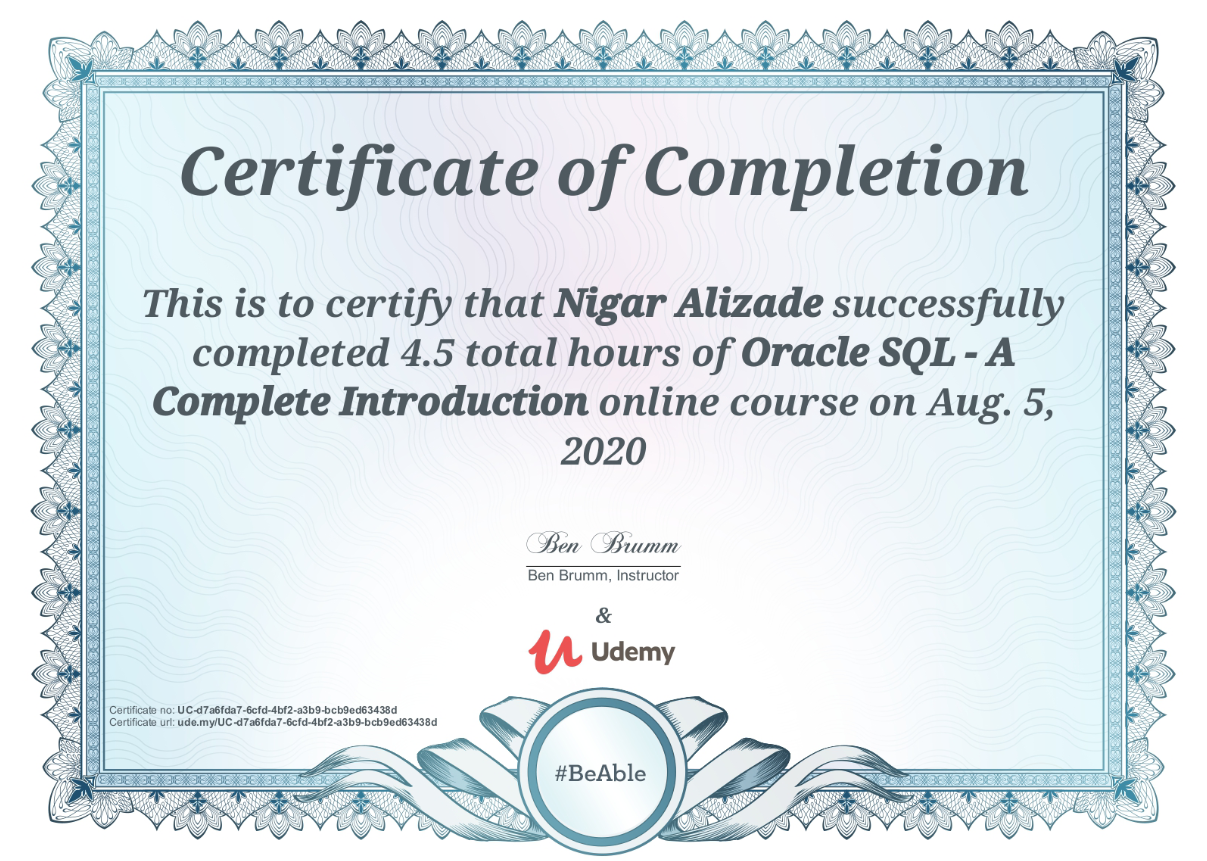 Certificate of Completion
This is to certify that Nigar Alizade successfully
completed 4.5 total hours of Oracle SQL - A
Complete Introduction online course on Aug. 5,
2020
Ben Brumm
Ben Brumm, Instructor
&
Udemy
Certificate no: UC-d7a6fda7-6cfd-4bf2-a3b9-bcb9ed63438d
Certificate url: ude.my/UC-d7a6fda7-6cfd-4bf2-a3b9-bcb9ed63438d
#BeAble